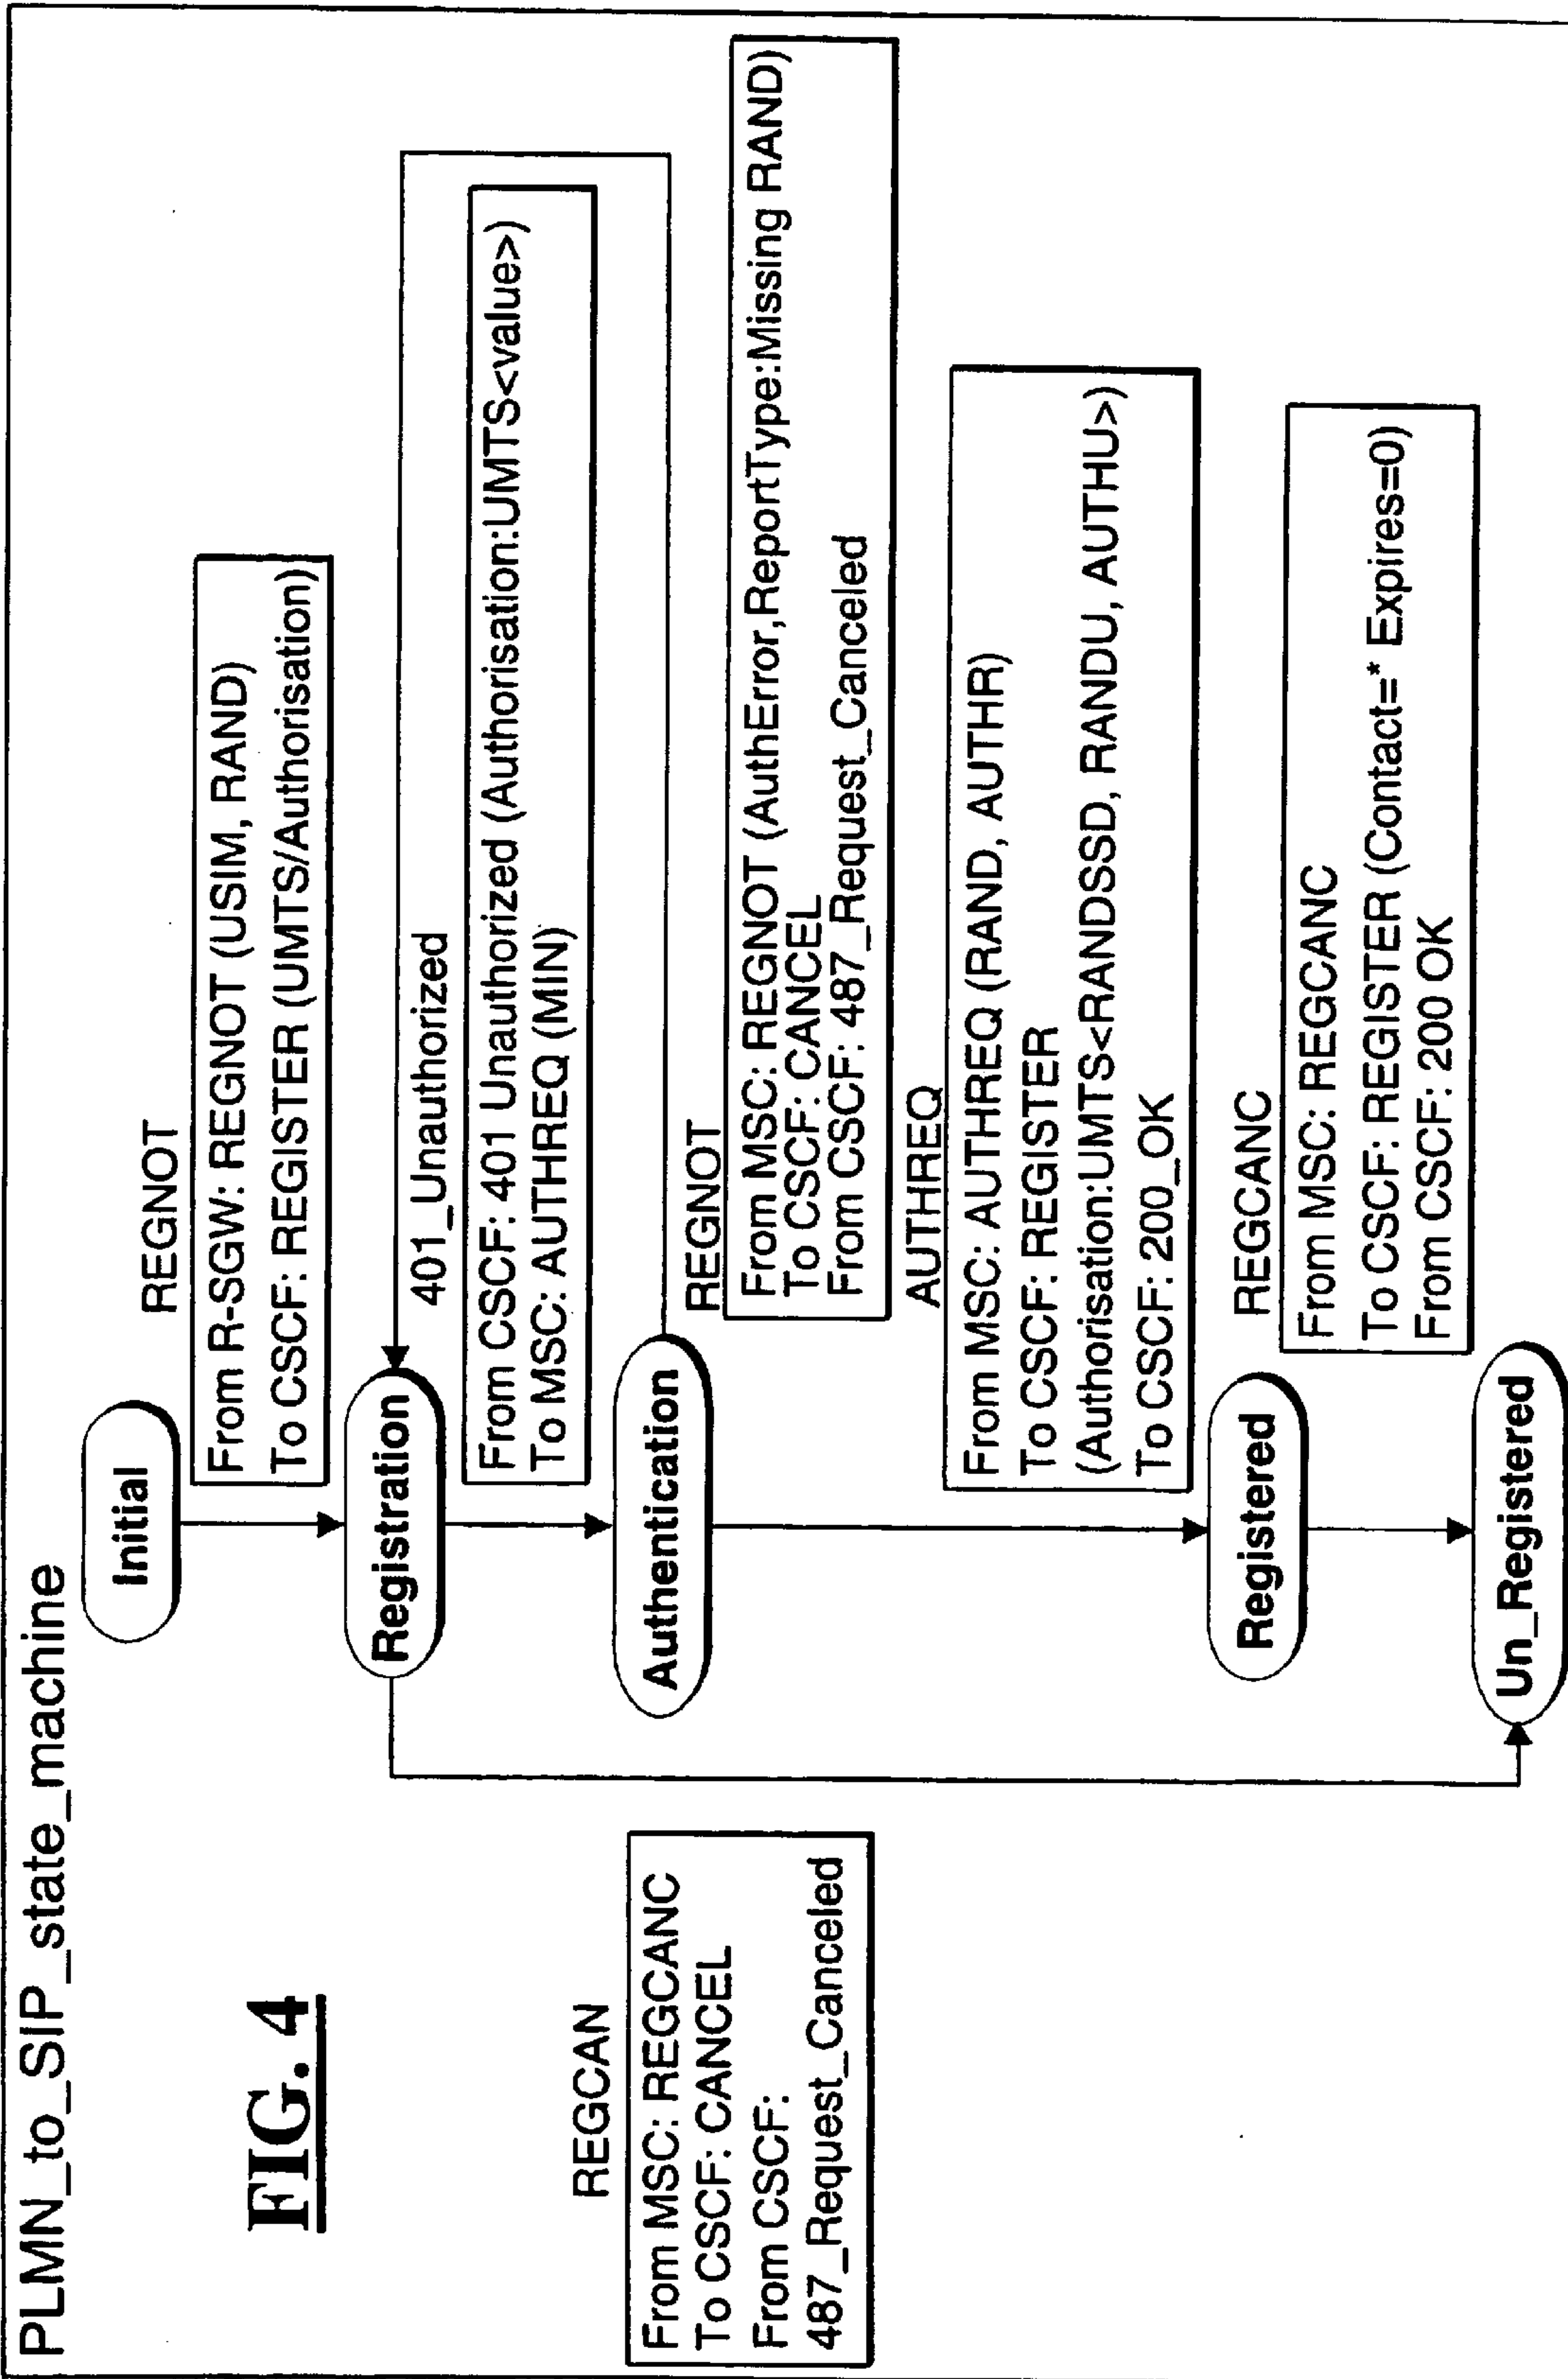 PLMN_to_SIP_state_machine
FIG. 4
Initial
REGNOT
From R-SGW: REGNOT (USIM, RAND)
To CSCF: REGISTER (UMTS/Authorisation)
Registration
401_Unauthorized
From CSCF: 401 Unauthorized (Authorisation:UMTS<value>)
To MSC: AUTHREQ (MIN)
REGCAN
From MSC: REGCANC
To CSCF: CANCEL
From CSCF:
487_Request_Canceled
Authentication
REGNOT
From MSC: REGNOT (AuthError,ReportType:Missing RAND)
To CSCF: CANCEL
From CSCF: 487_Request_Canceled
AUTHREQ
From MSC: AUTHREQ (RAND, AUTHR)
To CSCF: REGISTER
(Authorisation:UMTS<RANDSSD, RANDU, AUTHU>)
To CSCF: 200_OK
Registered
REGCANC
From MSC: REGCANC
To CSCF: REGISTER (Contact=* Expires=0)
From CSCF: 200 OK
Un_Registered